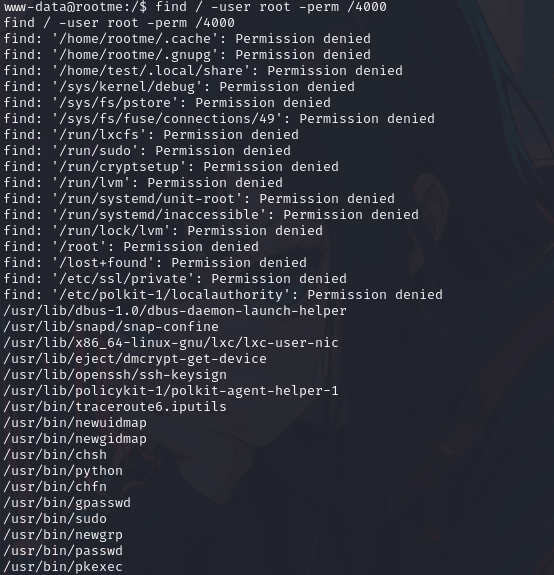 www-data@rootme:/$ find / -user root -perm /4000
find / -user root -perm /4000
find: '/home/rootme/.cache': Permission denied
find: '/home/rootme/.gnupg': Permission denied
find: '/home/test/.local/share': Permission denied
find: '/sys/kernel/debug': Permission denied
find: '/sys/fs/pstore': Permission denied
find: '/sys/fs/fuse/connections/49': Permission denied
find: '/run/lxcfs': Permission denied
find: '/run/sudo': Permission denied
find: '/run/cryptsetup': Permission denied
find: '/run/lvm': Permission denied
find: '/run/systemd/unit-root': Permission denied
find: '/run/systemd/inaccessible': Permission denied
find: '/run/lock/lvm': Permission denied
find: '/root': Permission denied
find: '/lost+found': Permission denied
find: '/etc/ssl/private': Permission denied
find: '/etc/polkit-1/localauthority': Permission denied
/usr/lib/dbus-1.0/dbus-daemon-launch-helper
/usr/lib/snapd/snap-confine
/usr/lib/x86_64-linux-gnu/lxc/lxc-user-nic
/usr/lib/eject/dmcrypt-get-device
/usr/lib/openssh/ssh-keysign
/usr/lib/policykit-1/polkit-agent-helper-1
/usr/bin/traceroute6.iputils
/usr/bin/newuidmap
/usr/bin/newgidmap
/usr/bin/chsh
/usr/bin/python
/usr/bin/chfn
/usr/bin/gpasswd
/usr/bin/sudo
/usr/bin/newgrp
/usr/bin/passwd
/usr/bin/pkexec